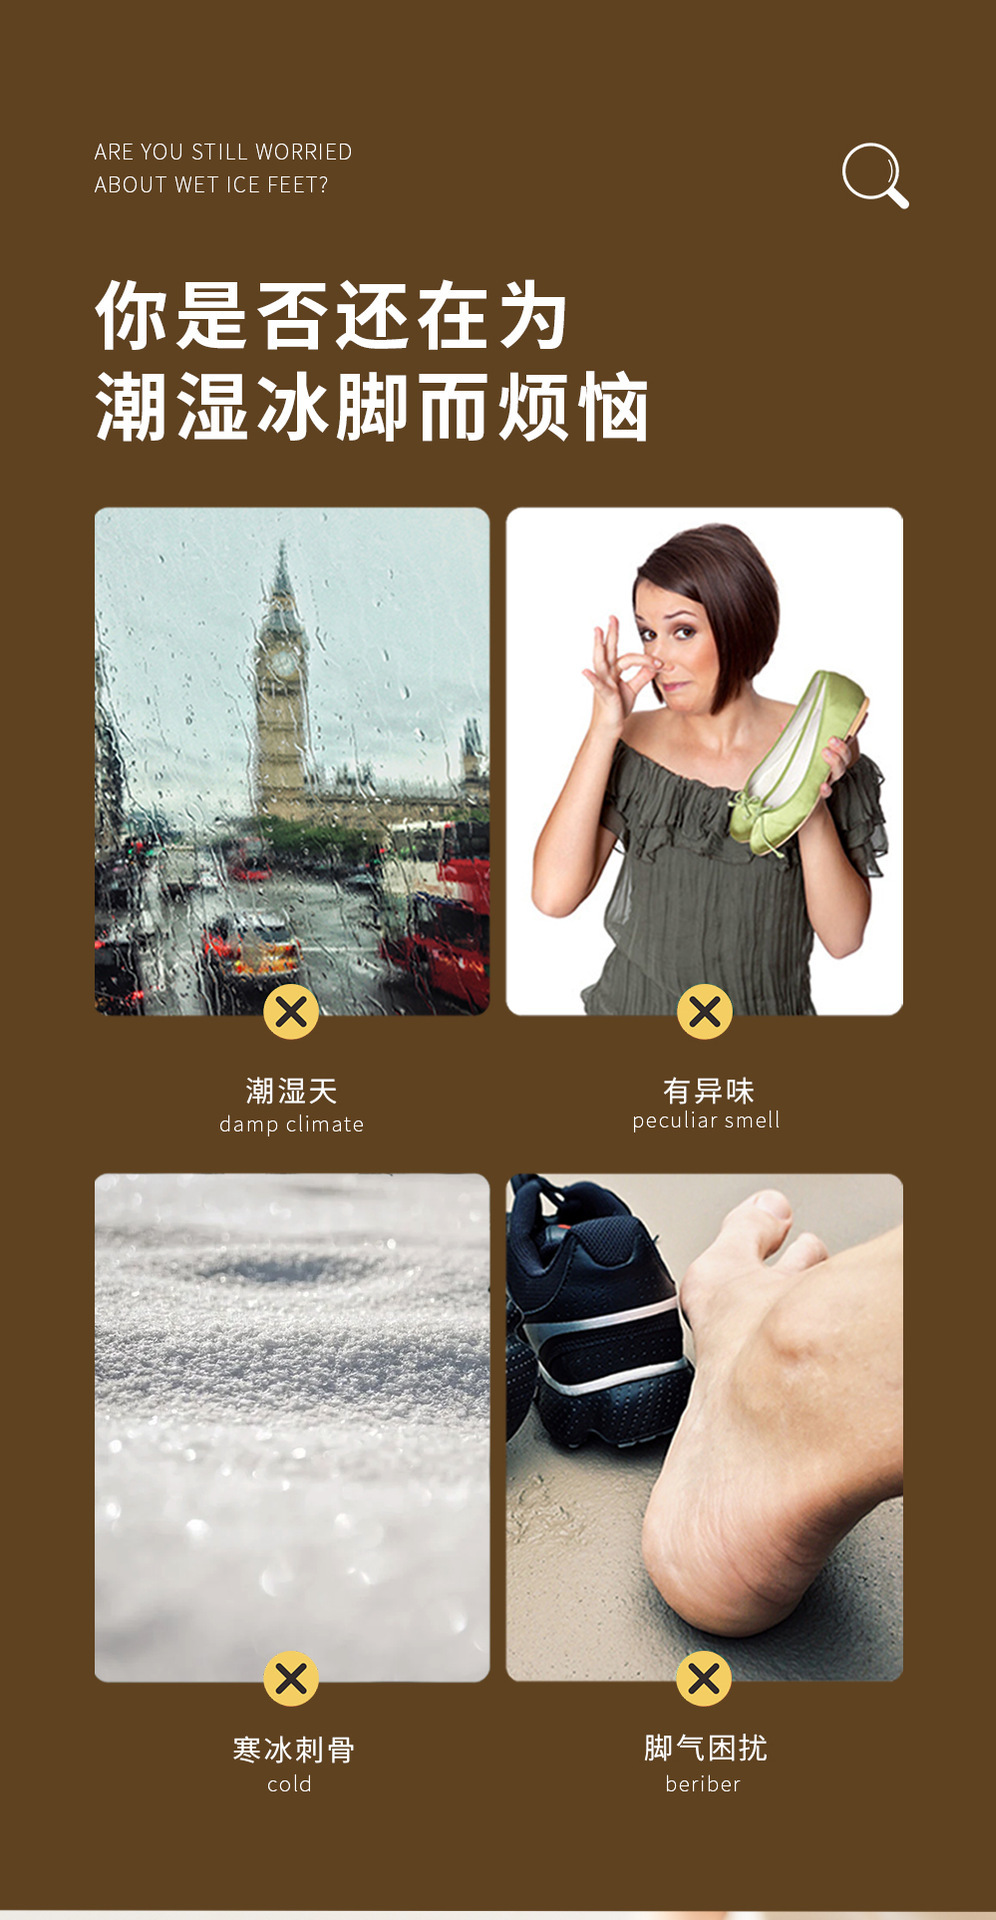 ARE YOU STILL WORRIED
ABOUT WET ICE FEET?
你是否还在为
潮湿冰脚而烦恼
潮湿天
damp climate
有异味
peculiar smell
寒冰刺骨
cold
脚气困扰
beriber